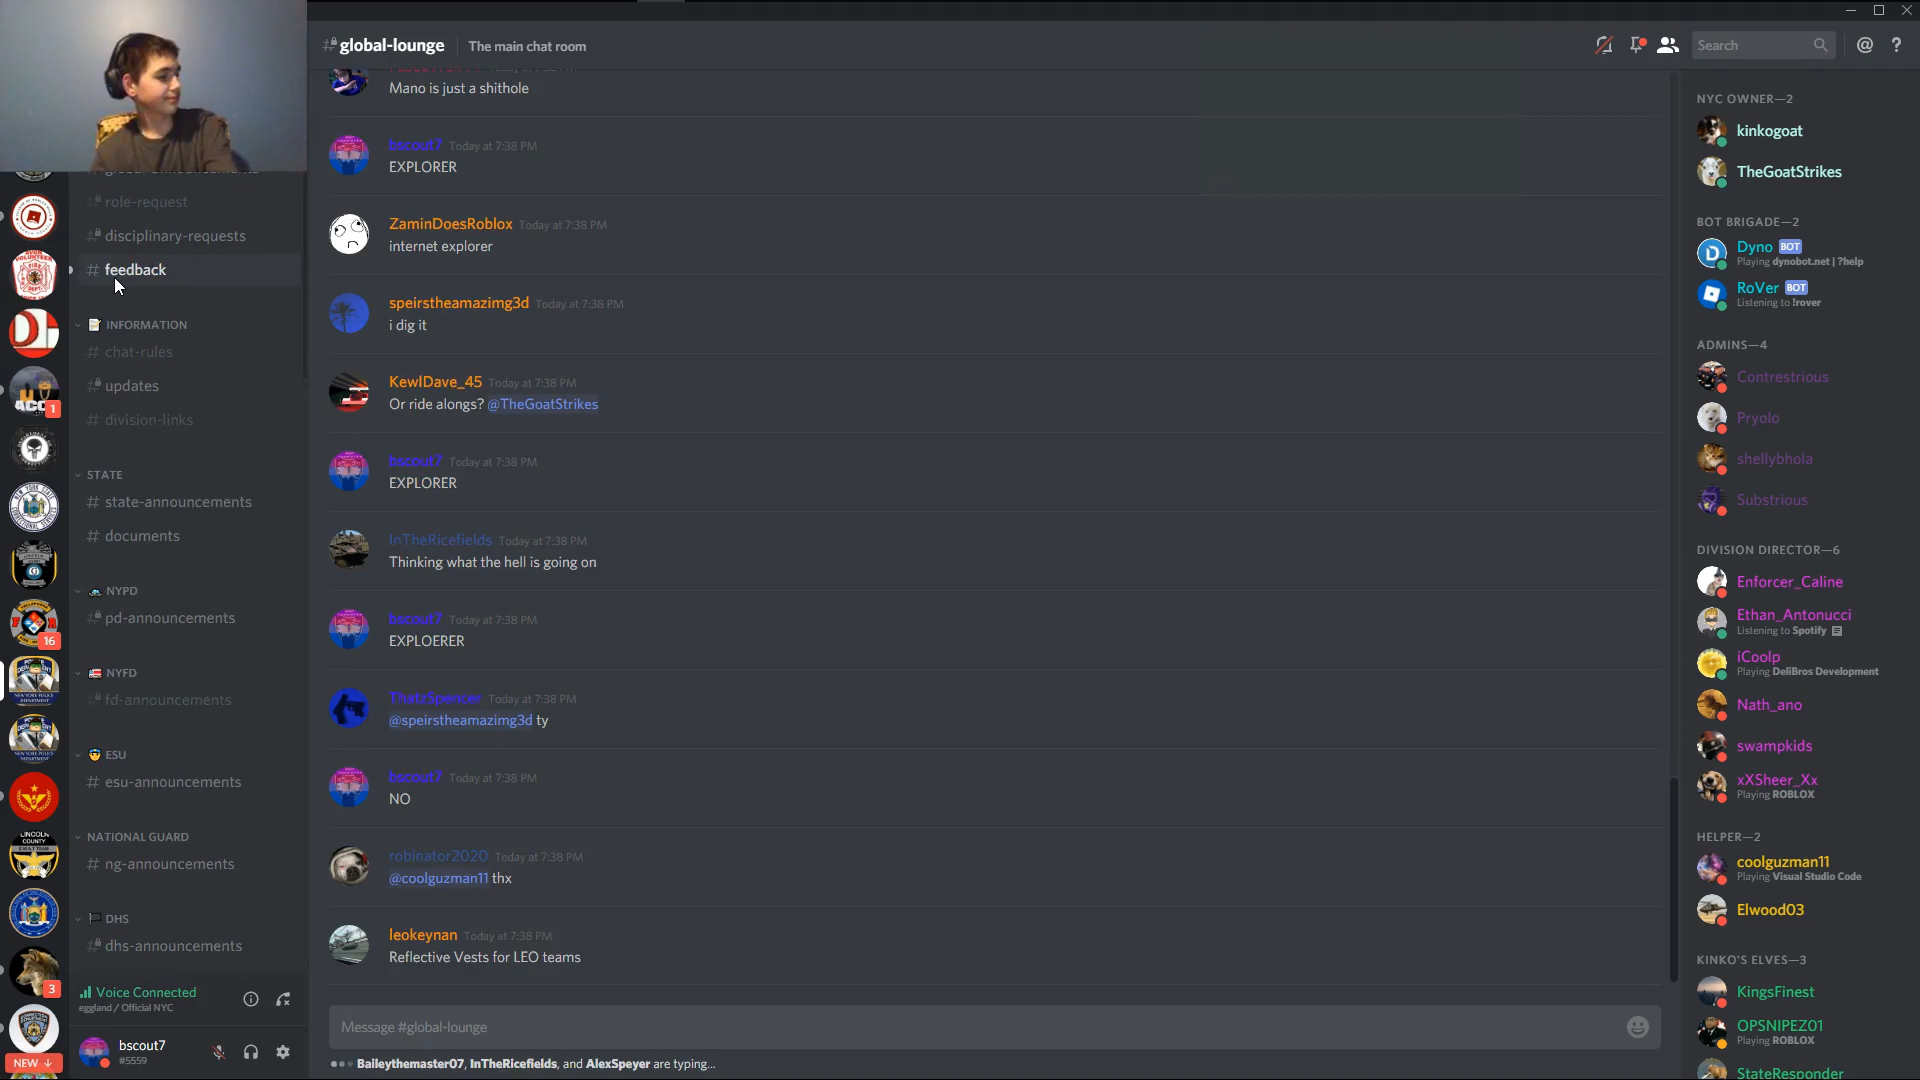 global-lounge
The main chat room
Search
role-request
disciplinary-requests
feedback
INFORMATION
chat-rules
updates
division-links
STATE
state-announcements
documents
NYPD
pd-announcements
NYFD
fd-announcements
ESU
esu-announcements
NATIONAL GUARD
ng-announcements
DHS
dhs-announcements
Voice Connected
eggland / Official NYC
bscout7
#5559
1
16
3
NEW ↓
LINCOLN
COUNTY
Mano is just a shithole
bscout7 Today at 7:38 PM
EXPLORER
ZaminDoesRoblox Today at 7:38 PM
internet explorer
speirstheamazimg3d Today at 7:38 PM
i dig it
KewlDave_45 Today at 7:38 PM
Or ride alongs? @TheGoatStrikes
bscout7 Today at 7:38 PM
EXPLORER
InTheRicefields Today at 7:38 PM
Thinking what the hell is going on
bscout7 Today at 7:38 PM
EXPLOERER
ThatzSpencer Today at 7:38 PM
@speirstheamazimg3d ty
bscout7 Today at 7:38 PM
NO
robinator2020 Today at 7:38 PM
@coolguzman11 thx
leokeynan Today at 7:38 PM
Reflective Vests for LEO teams
Message #global-lounge
Baileythemaster07, InTheRicefields, and AlexSpeyer are typing...
NYC OWNER—2
kinkogoat
TheGoatStrikes
BOT BRIGADE—2
Dyno BOT
Playing dynobot.net | ?help
RoVer BOT
Listening to !rover
ADMINS—4
Contrestrious
Pryolo
shellybhola
Substrious
DIVISION DIRECTOR—6
Enforcer_Caline
Ethan_Antonucci
Listening to Spotify
iCoolp
Playing DeliBros Development
Nath_ano
swampkids
xXSheer_Xx
Playing ROBLOX
HELPER—2
coolguzman11
Playing Visual Studio Code
Elwood03
KINKO'S ELVES—3
KingsFinest
OPSNIPEZ01
Playing ROBLOX
StateResponder